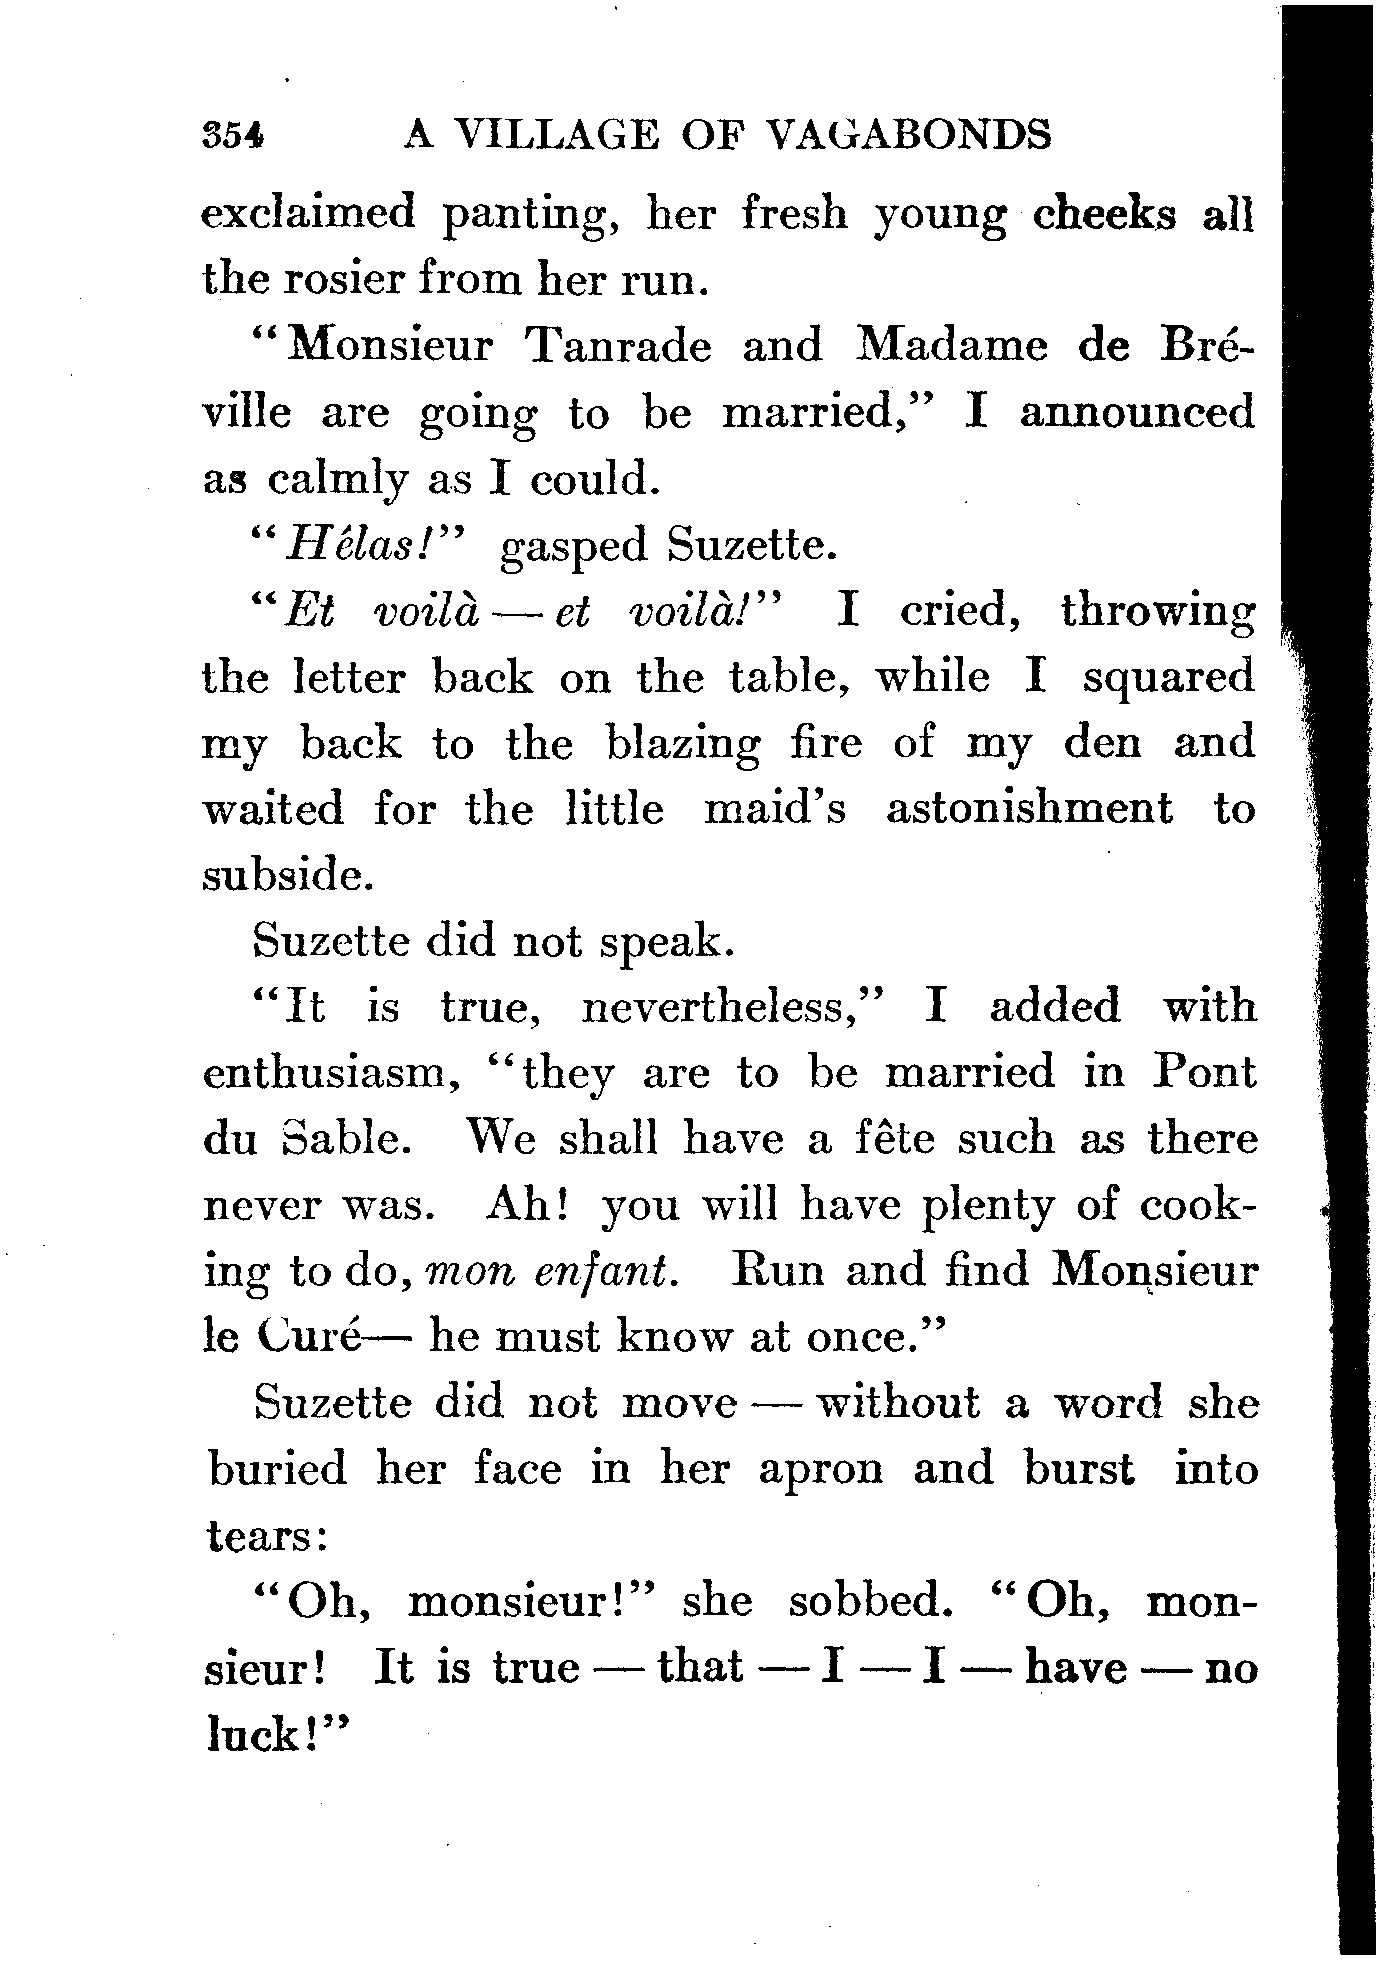 354 A VILLAGE OF VAGABONDS
exclaimed panting, her fresh young cheeks all
the rosier from her run.
“Monsieur Tanrade and Madame de Bré-
ville are going to be married,” I announced
as calmly as I could.
“Hêlas!” gasped Suzette.
“Et voilà — et voilà!” I cried, throwing
the letter back on the table, while I squared
my back to the blazing fire of my den and
waited for the little maid’s astonishment to
subside.
Suzette did not speak.
“It is true, nevertheless,” I added with
enthusiasm, “they are to be married in Pont
du Sable. We shall have a fête such as there
never was. Ah! you will have plenty of cook-
ing to do, mon enfant. Run and find Monsieur
le Curé— he must know at once.”
Suzette did not move — without a word she
buried her face in her apron and burst into
tears:
“Oh, monsieur!” she sobbed. “Oh, mon-
sieur! It is true — that — I — I — have — no
luck!”